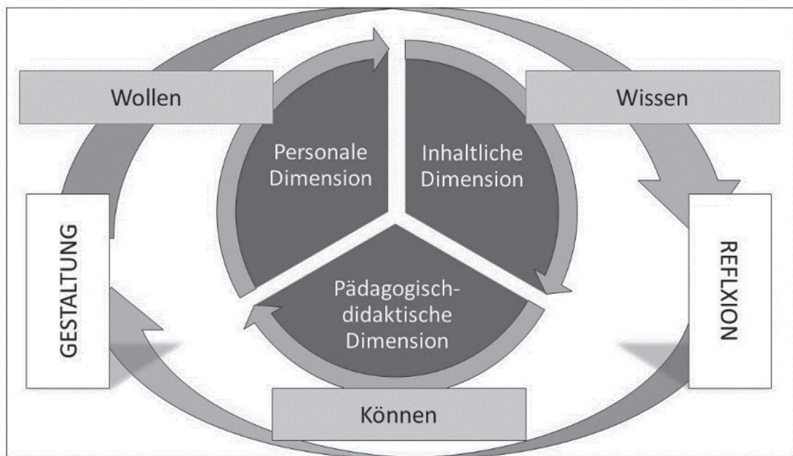 Wollen
Wissen
Personale
Dimension
Inhaltliche
Dimension
GESTALTUNG
REFLXION
Pädagogisch-
didaktische
Dimension
Können